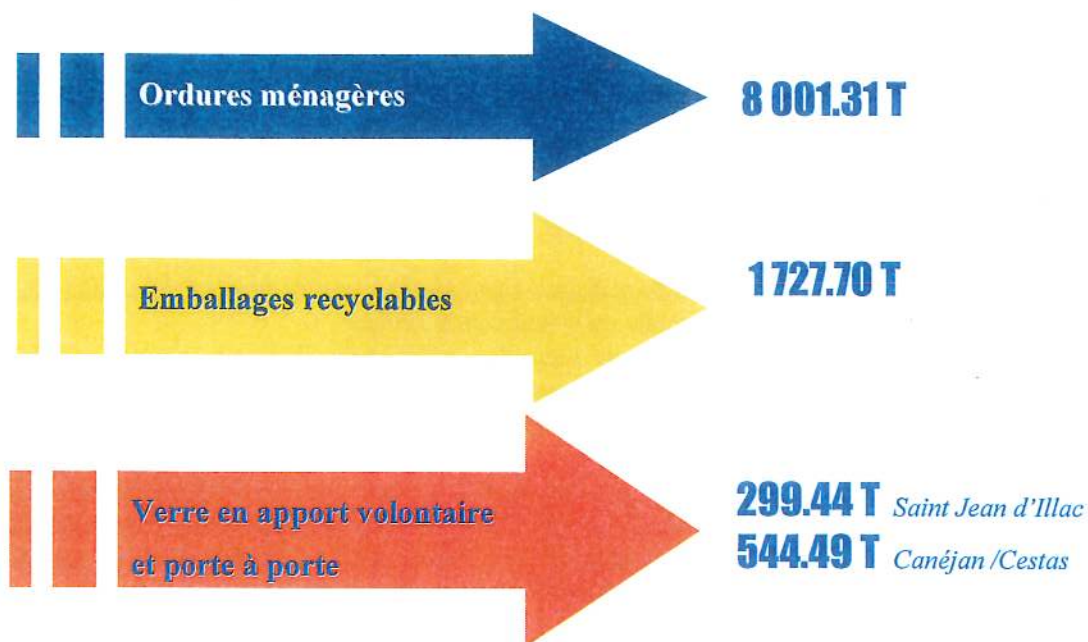 Ordures ménagères
8 001.31 T
Emballages recyclables
1 727.70 T
Verre en apport volontaire
et porte à porte
299.44 T Saint Jean d'Illac
544.49 T Canéjan /Cestas